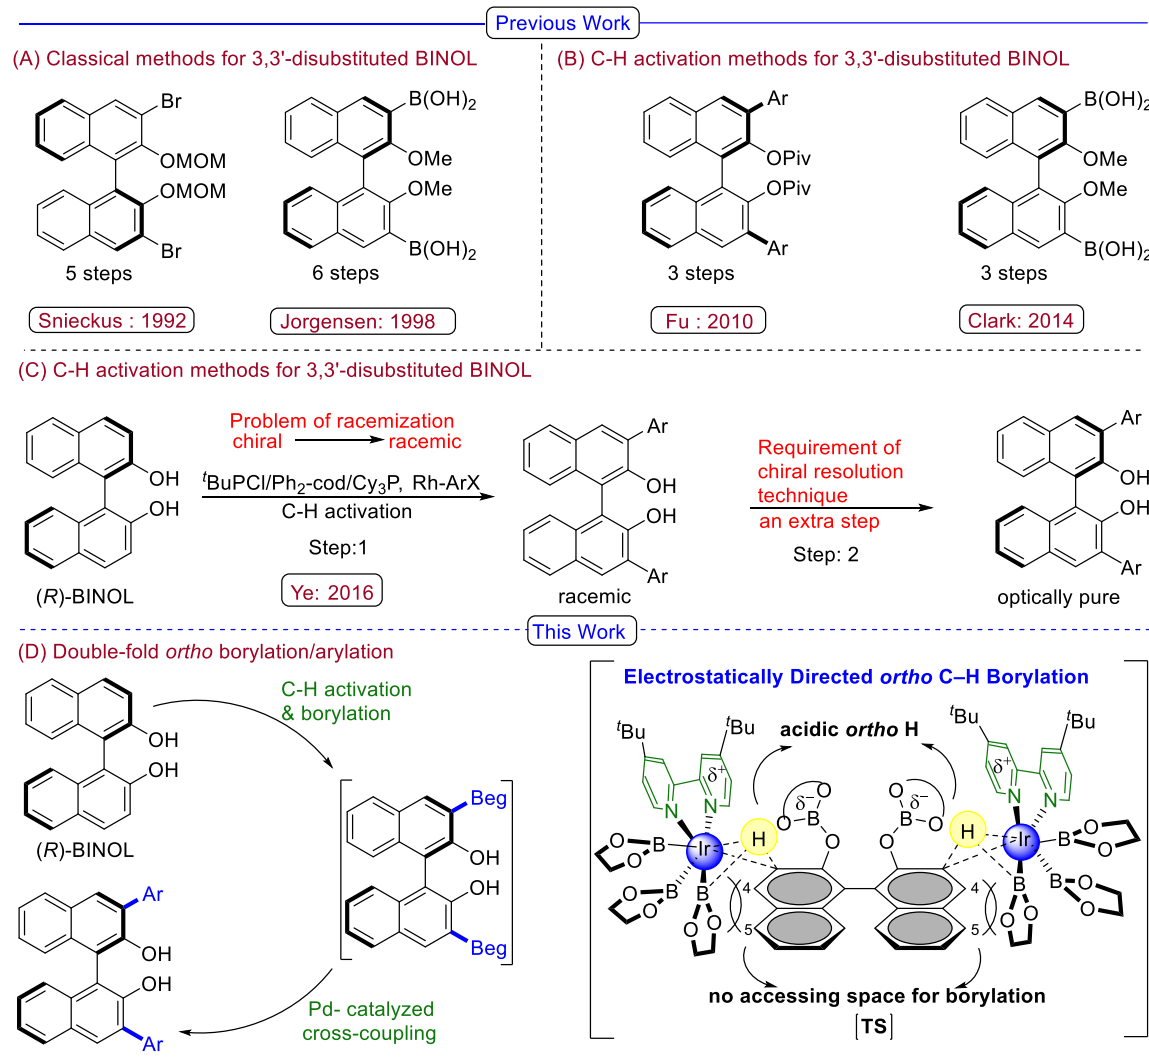 Previous Work
(A) Classical methods for 3,3'-disubstituted BINOL
(B) C-H activation methods for 3,3'-disubstituted BINOL
Br
OMOM
OMOM
Br
5 steps
Snieckus : 1992
B(OH)2
OMe
OMe
B(OH)2
6 steps
Jorgensen: 1998
Ar
OPiv
OPiv
Ar
3 steps
Fu : 2010
B(OH)2
OMe
OMe
B(OH)2
3 steps
Clark: 2014
(C) C-H activation methods for 3,3'-disubstituted BINOL
OH
OH
(R)-BINOL
Problem of racemization
chiral racemic
tBuPCl/Ph2-cod/Cy3P, Rh-ArX
C-H activation
Step:1
Ye: 2016
Ar
OH
OH
Ar
racemic
Requirement of
chiral resolution
technique
an extra step
Step: 2
Ar
OH
OH
Ar
optically pure
This Work
(D) Double-fold ortho borylation/arylation
OH
OH
(R)-BINOL
C-H activation
& borylation
Beg
OH
OH
Beg
Pd- catalyzed
cross-coupling
Ar
OH
OH
Ar
Electrostatically Directed ortho C–H Borylation
acidic ortho H
tBu
tBu
δ+
N
N
Ir
H
O
B
O
O
B
O
O
B
O
δ−
O
B
O
O
4
5
tBu
tBu
δ+
N
N
Ir
H
B
O
O
B
O
O
B
O
O
δ−
O
B
O
O
4
5
no accessing space for borylation
[TS]